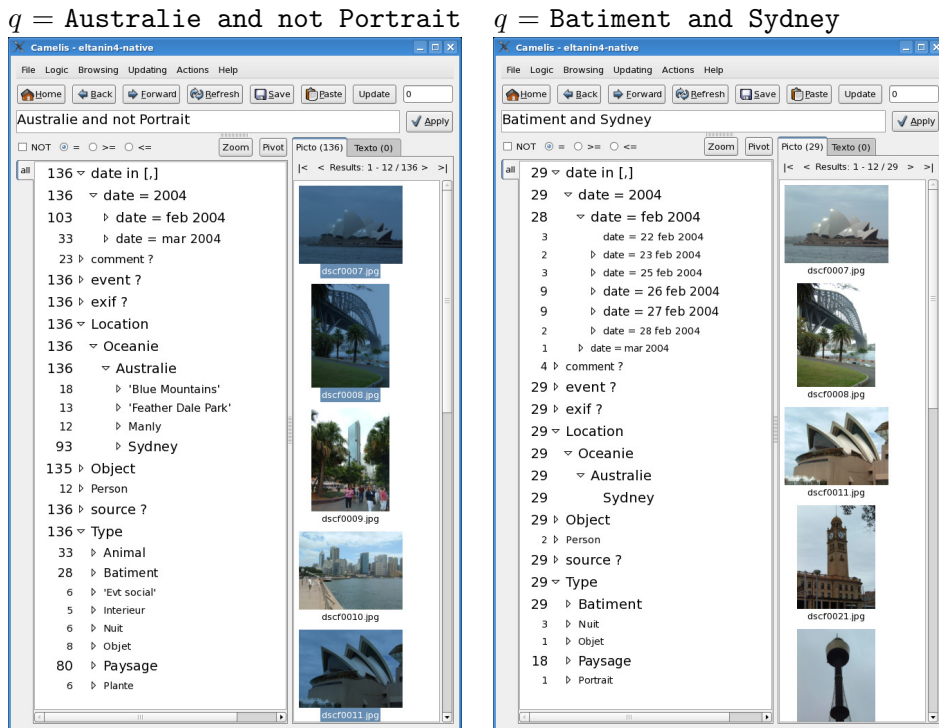 q = Australie and not Portrait
Camelis - eltanin4-native
File Logic Browsing Updating Actions Help
Home Back Forward Refresh Save Paste Update 0
Australie and not Portrait Apply
NOT = >= <= Zoom Pivot Picto (136) Texto (0)
all
|< < Results: 1 - 12 / 136 > >|
136 date in [,]
136 date = 2004
103 date = feb 2004
33 date = mar 2004
23 comment ?
136 event ?
136 exif ?
136 Location
136 Oceanie
136 Australie
18 'Blue Mountains'
13 'Feather Dale Park'
12 Manly
93 Sydney
135 Object
12 Person
136 source ?
136 Type
33 Animal
28 Batiment
6 'Evt social'
5 Interieur
6 Nuit
8 Objet
80 Paysage
6 Plante
dscf0007.jpg
dscf0008.jpg
dscf0009.jpg
dscf0010.jpg
dscf0011.jpg
q = Batiment and Sydney
Camelis - eltanin4-native
File Logic Browsing Updating Actions Help
Home Back Forward Refresh Save Paste Update 0
Batiment and Sydney Apply
NOT = >= <= Zoom Pivot Picto (29) Texto (0)
all
|< < Results: 1 - 12 / 29 > >|
29 date in [,]
29 date = 2004
28 date = feb 2004
3 date = 22 feb 2004
2 date = 23 feb 2004
3 date = 25 feb 2004
9 date = 26 feb 2004
9 date = 27 feb 2004
2 date = 28 feb 2004
1 date = mar 2004
4 comment ?
29 event ?
29 exif ?
29 Location
29 Oceanie
29 Australie
29 Sydney
29 Object
2 Person
29 source ?
29 Type
29 Batiment
3 Nuit
1 Objet
18 Paysage
1 Portrait
dscf0007.jpg
dscf0008.jpg
dscf0011.jpg
dscf0021.jpg